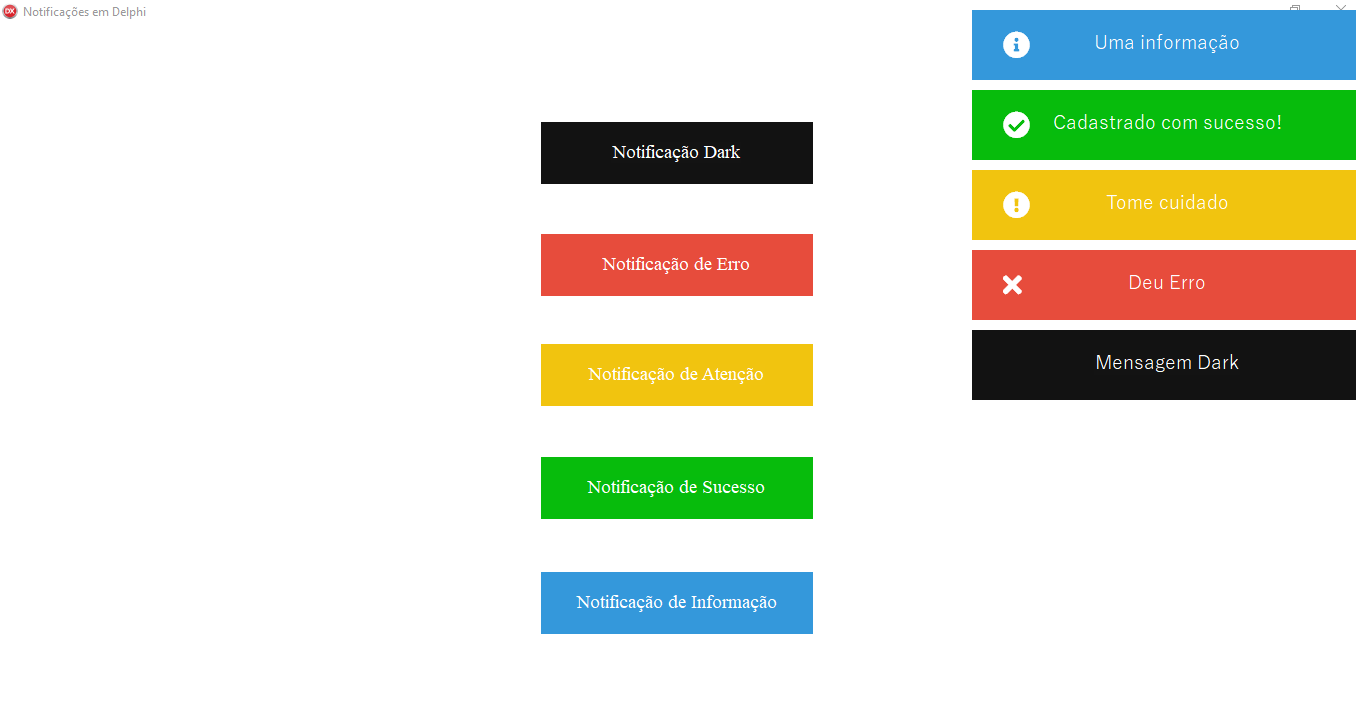 Notificações em Delphi
Notificação Dark
Notificação de Erro
Notificação de Atenção
Notificação de Sucesso
Notificação de Informação
Uma informação
Cadastrado com sucesso!
Tome cuidado
Deu Erro
Mensagem Dark